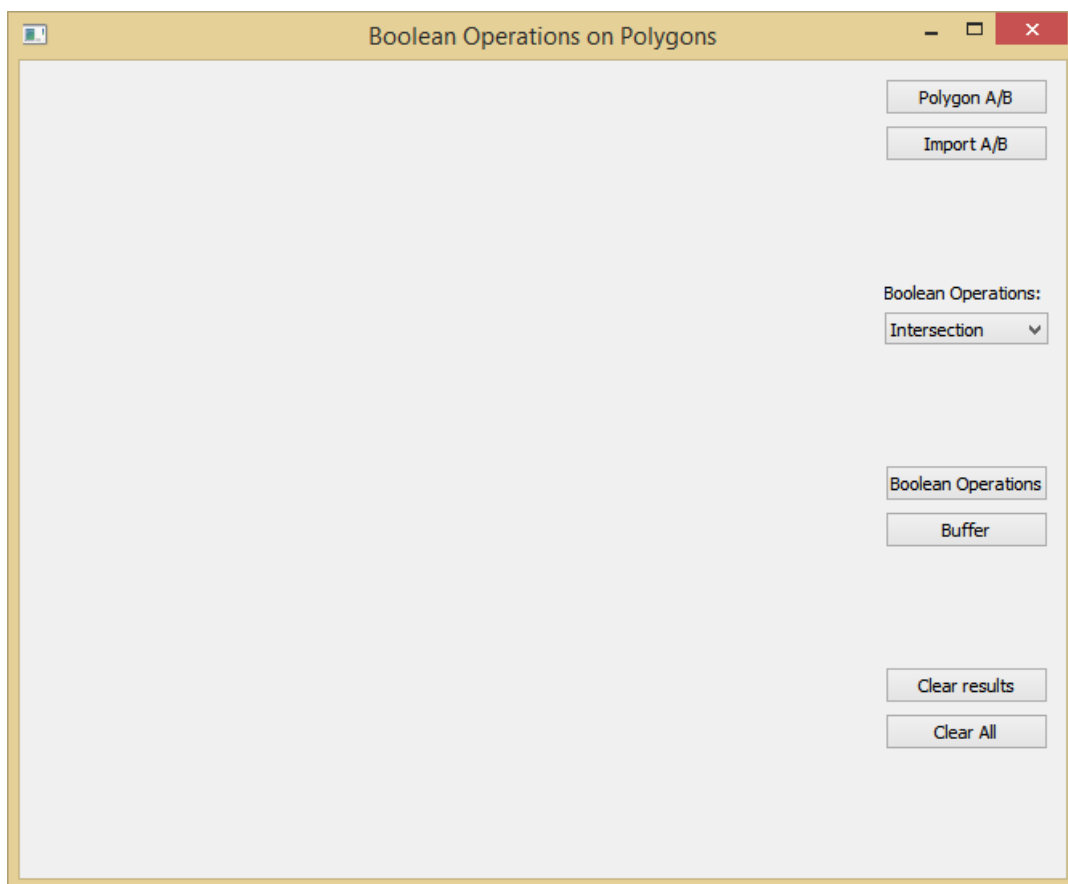 Boolean Operations on Polygons
Polygon A/B
Import A/B
Boolean Operations:
Intersection
Boolean Operations
Buffer
Clear results
Clear All